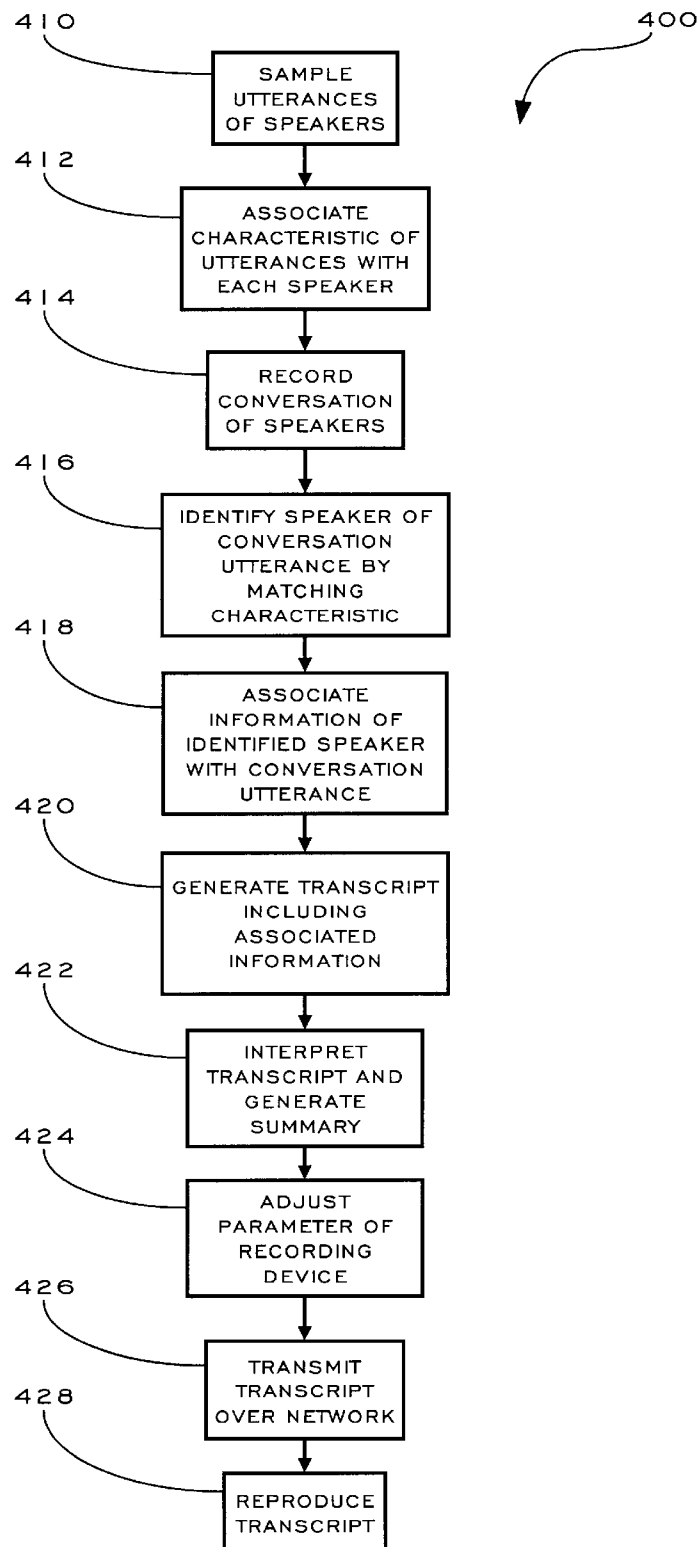 410
400
SAMPLE
UTTERANCES
OF SPEAKERS
412
ASSOCIATE
CHARACTERISTIC OF
UTTERANCES WITH
EACH SPEAKER
414
RECORD
CONVERSATION
OF SPEAKERS
416
IDENTIFY SPEAKER OF
CONVERSATION
UTTERANCE BY
MATCHING
CHARACTERISTIC
418
ASSOCIATE
INFORMATION OF
IDENTIFIED SPEAKER
WITH CONVERSATION
UTTERANCE
420
GENERATE TRANSCRIPT
INCLUDING
ASSOCIATED
INFORMATION
422
INTERPRET
TRANSCRIPT AND
GENERATE
SUMMARY
424
ADJUST
PARAMETER OF
RECORDING
DEVICE
426
TRANSMIT
TRANSCRIPT
OVER NETWORK
428
REPRODUCE
TRANSCRIPT